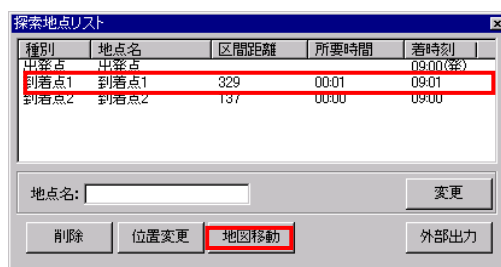 探索地点リスト
種別 地点名 区間距離 所要時間 着時刻
出発点 出発点 09:00(発)
到着点1 到着点1 329 00:01 09:01
到着点2 到着点2 137 00:00 09:00
地点名: 変更
削除 位置変更 地図移動 外部出力